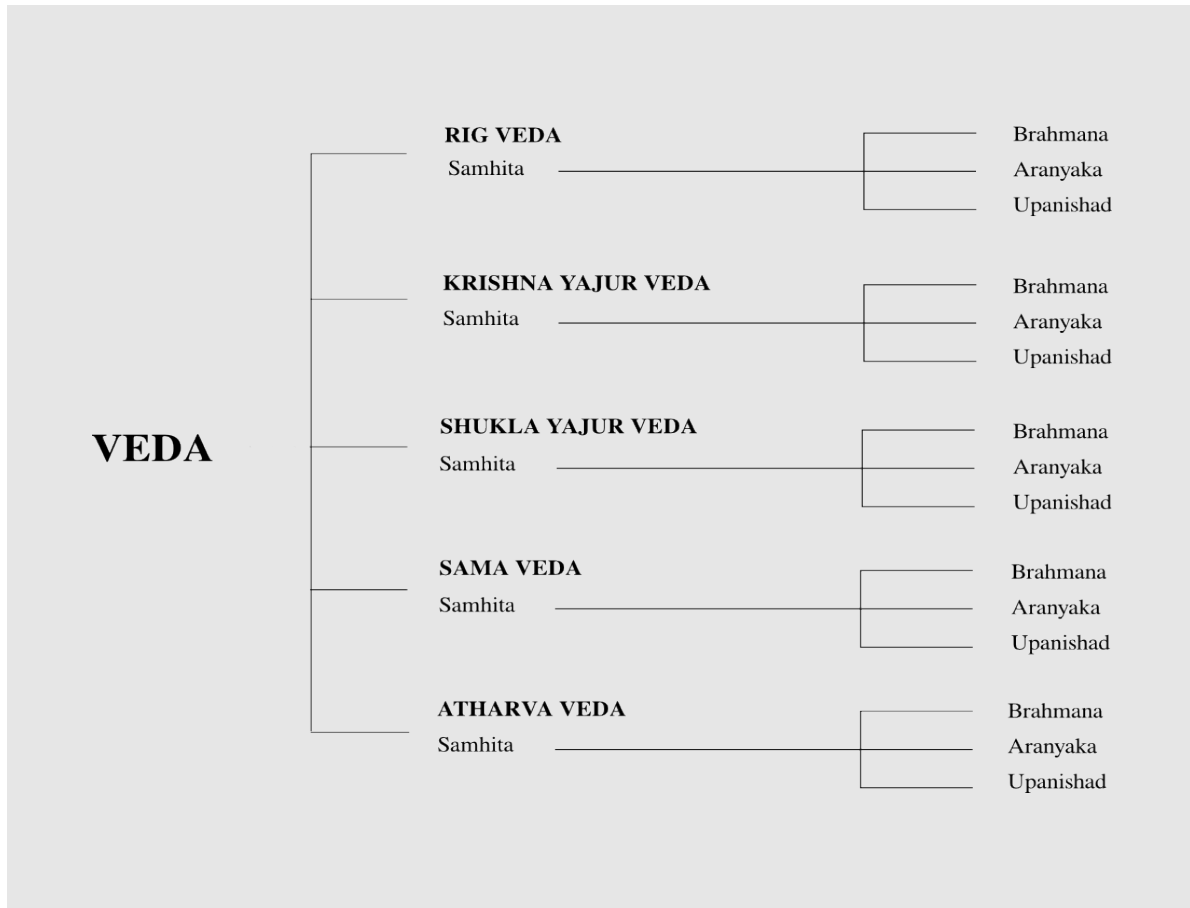 VEDA
RIG VEDA
Samhita
Brahmana
Aranyaka
Upanishad
KRISHNA YAJUR VEDA
Samhita
Brahmana
Aranyaka
Upanishad
SHUKLA YAJUR VEDA
Samhita
Brahmana
Aranyaka
Upanishad
SAMA VEDA
Samhita
Brahmana
Aranyaka
Upanishad
ATHARVA VEDA
Samhita
Brahmana
Aranyaka
Upanishad